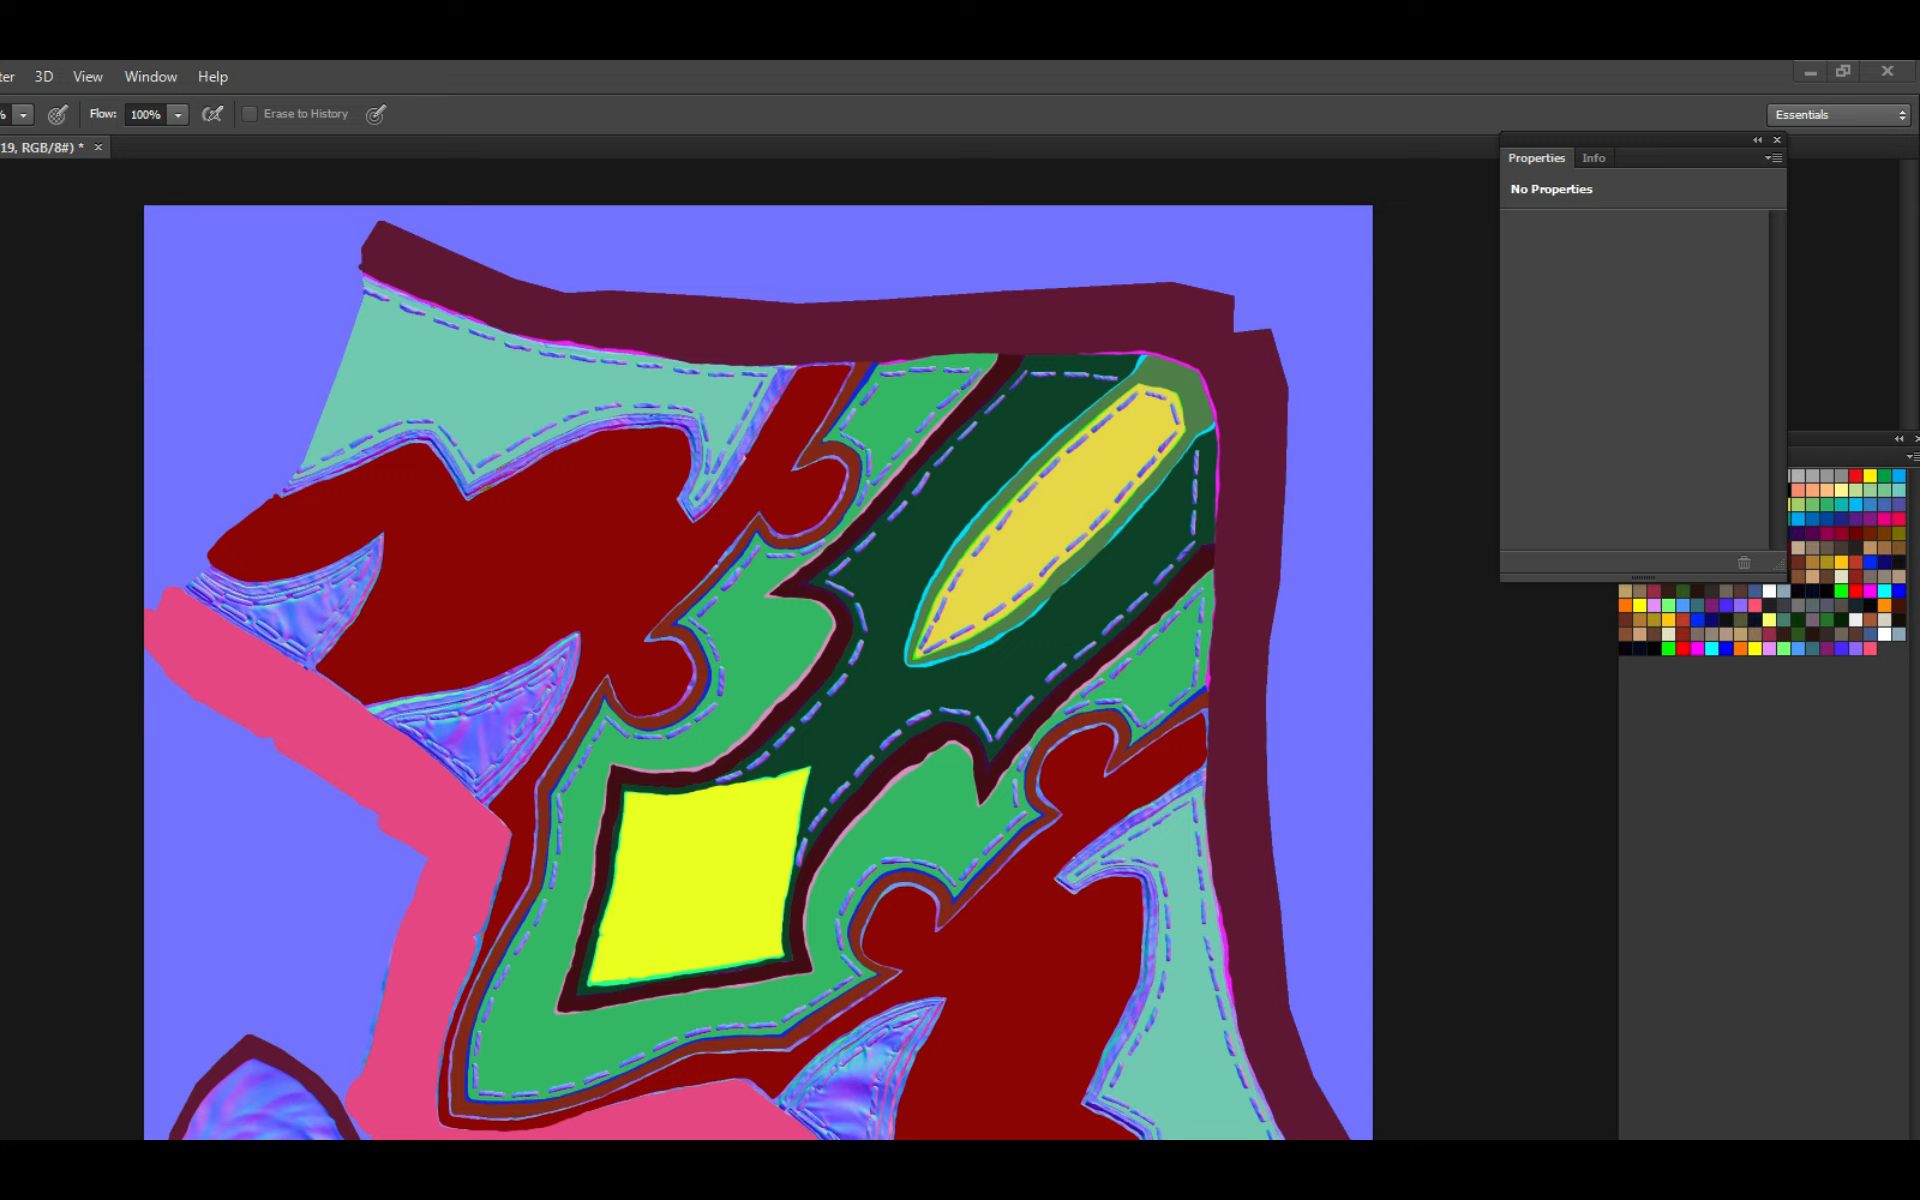 ter 3D View Window Help
% Flow: 100% Erase to History Essentials
19, RGB/8#) * ×
Properties Info
No Properties